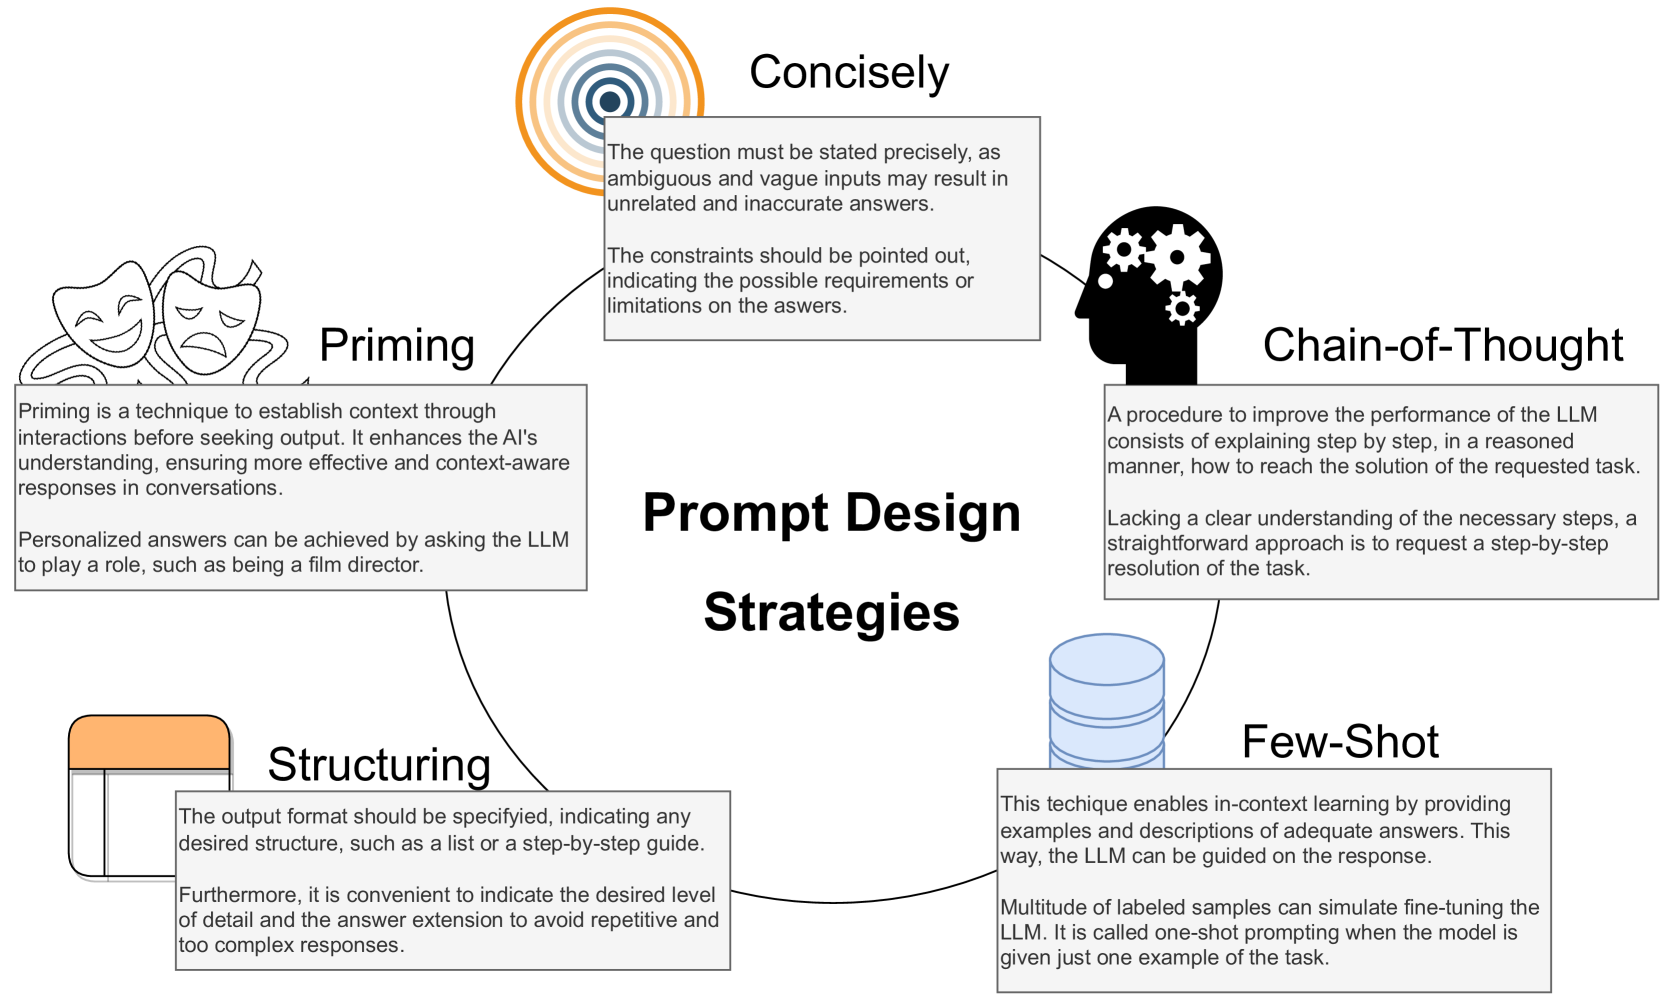 Concisely
The question must be stated precisely, as
ambiguous and vague inputs may result in
unrelated and inaccurate answers.
The constraints should be pointed out,
indicating the possible requirements or
limitations on the aswers.
Priming
Priming is a technique to establish context through
interactions before seeking output. It enhances the AI's
understanding, ensuring more effective and context-aware
responses in conversations.
Personalized answers can be achieved by asking the LLM
to play a role, such as being a film director.
Chain-of-Thought
A procedure to improve the performance of the LLM
consists of explaining step by step, in a reasoned
manner, how to reach the solution of the requested task.
Lacking a clear understanding of the necessary steps, a
straightforward approach is to request a step-by-step
resolution of the task.
Prompt Design
Strategies
Structuring
The output format should be specifyied, indicating any
desired structure, such as a list or a step-by-step guide.
Furthermore, it is convenient to indicate the desired level
of detail and the answer extension to avoid repetitive and
too complex responses.
Few-Shot
This techique enables in-context learning by providing
examples and descriptions of adequate answers. This
way, the LLM can be guided on the response.
Multitude of labeled samples can simulate fine-tuning the
LLM. It is called one-shot prompting when the model is
given just one example of the task.